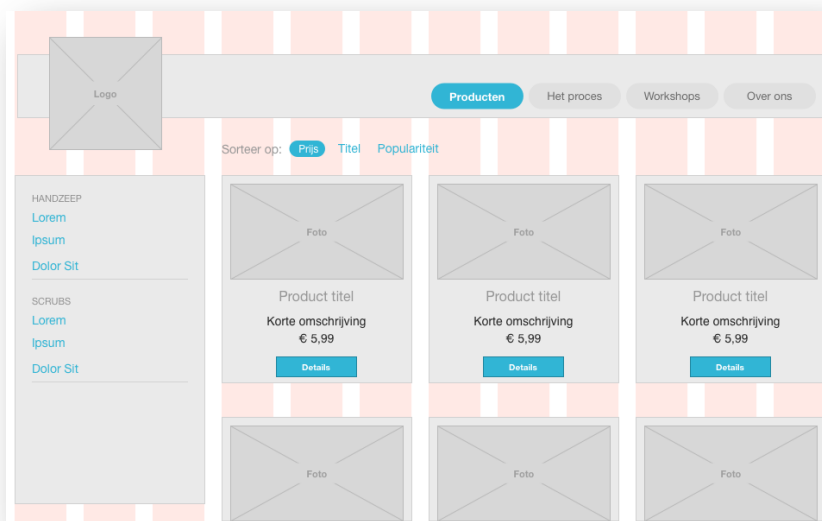 Logo
Producten Het proces Workshops Over ons
Sorteer op: Prijs Titel Populariteit
HANDZEEP
Lorem
Ipsum
Dolor Sit
SCRUBS
Lorem
Ipsum
Dolor Sit
Foto Foto Foto
Product titel Product titel Product titel
Korte omschrijving Korte omschrijving Korte omschrijving
€ 5,99 € 5,99 € 5,99
Details Details Details
Foto Foto Foto